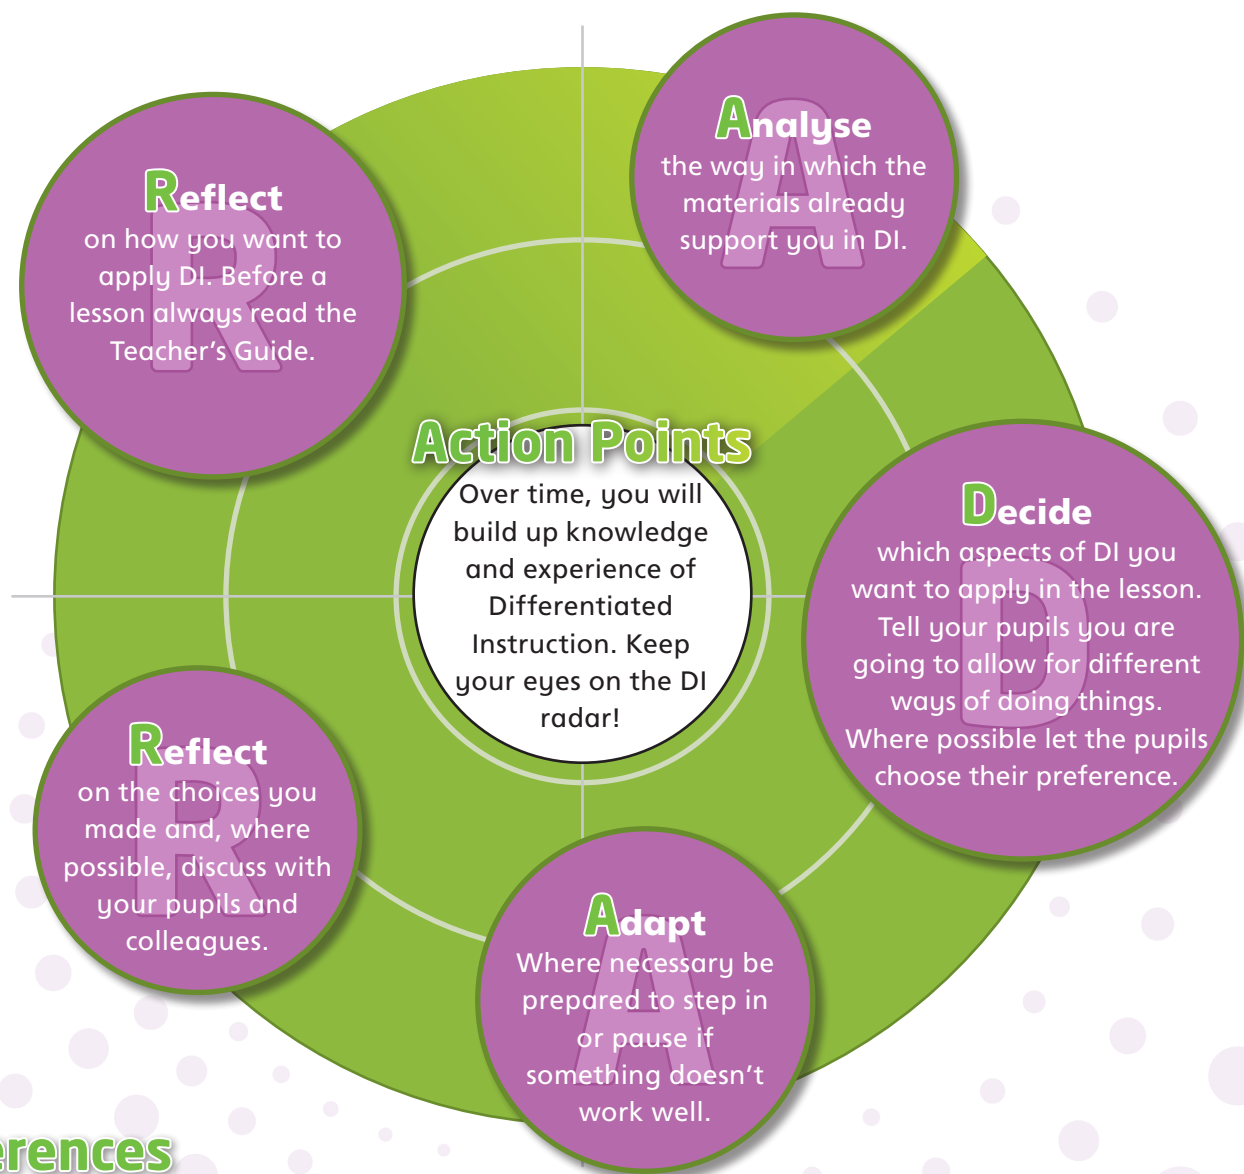 Reflect
on how you want to
apply DI. Before a
lesson always read the
Teacher's Guide.
Analyse
the way in which the
materials already
support you in DI.
Decide
which aspects of DI you
want to apply in the lesson.
Tell your pupils you are
going to allow for different
ways of doing things.
Where possible let the pupils
choose their preference.
Adapt
Where necessary be
prepared to step in
or pause if
something doesn't
work well.
Reflect
on the choices you
made and, where
possible, discuss with
your pupils and
colleagues.
Action Points
Over time, you will
build up knowledge
and experience of
Differentiated
Instruction. Keep
your eyes on the DI
radar!
R
A
D
A
R
erences